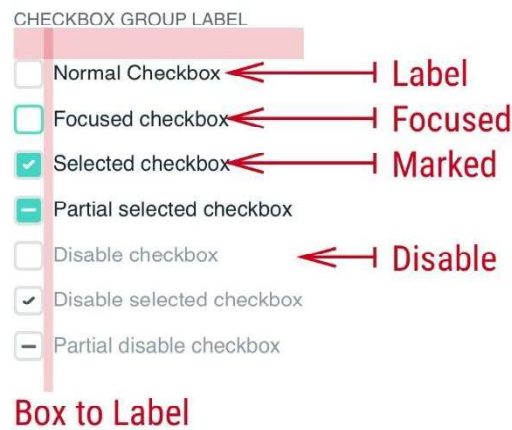 CHECKBOX GROUP LABEL
Normal Checkbox Label
Focused checkbox Focused
Selected checkbox Marked
Partial selected checkbox
Disable checkbox Disable
Disable selected checkbox
Partial disable checkbox
Box to Label